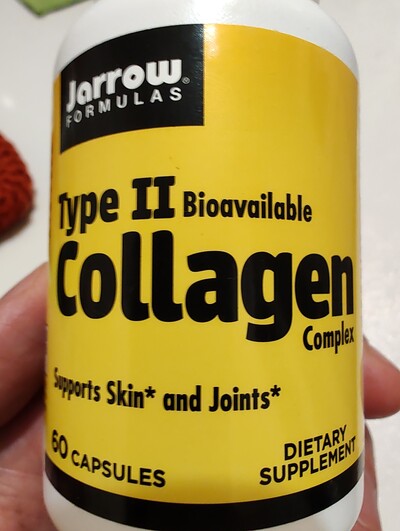 Jarrow®
FORMULAS
Type II Bioavailable
Collagen
Complex
Supports Skin* and Joints*
60 CAPSULES
DIETARY
SUPPLEMENT